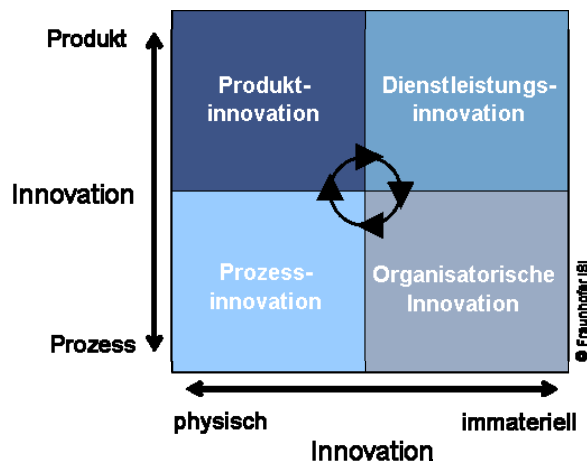 Produkt
Produkt-
innovation
Dienstleistungs-
innovation
Innovation
Prozess-
innovation
Organisatorische
Innovation
Prozess
© Fraunhofer ISI
physisch
immateriell
Innovation